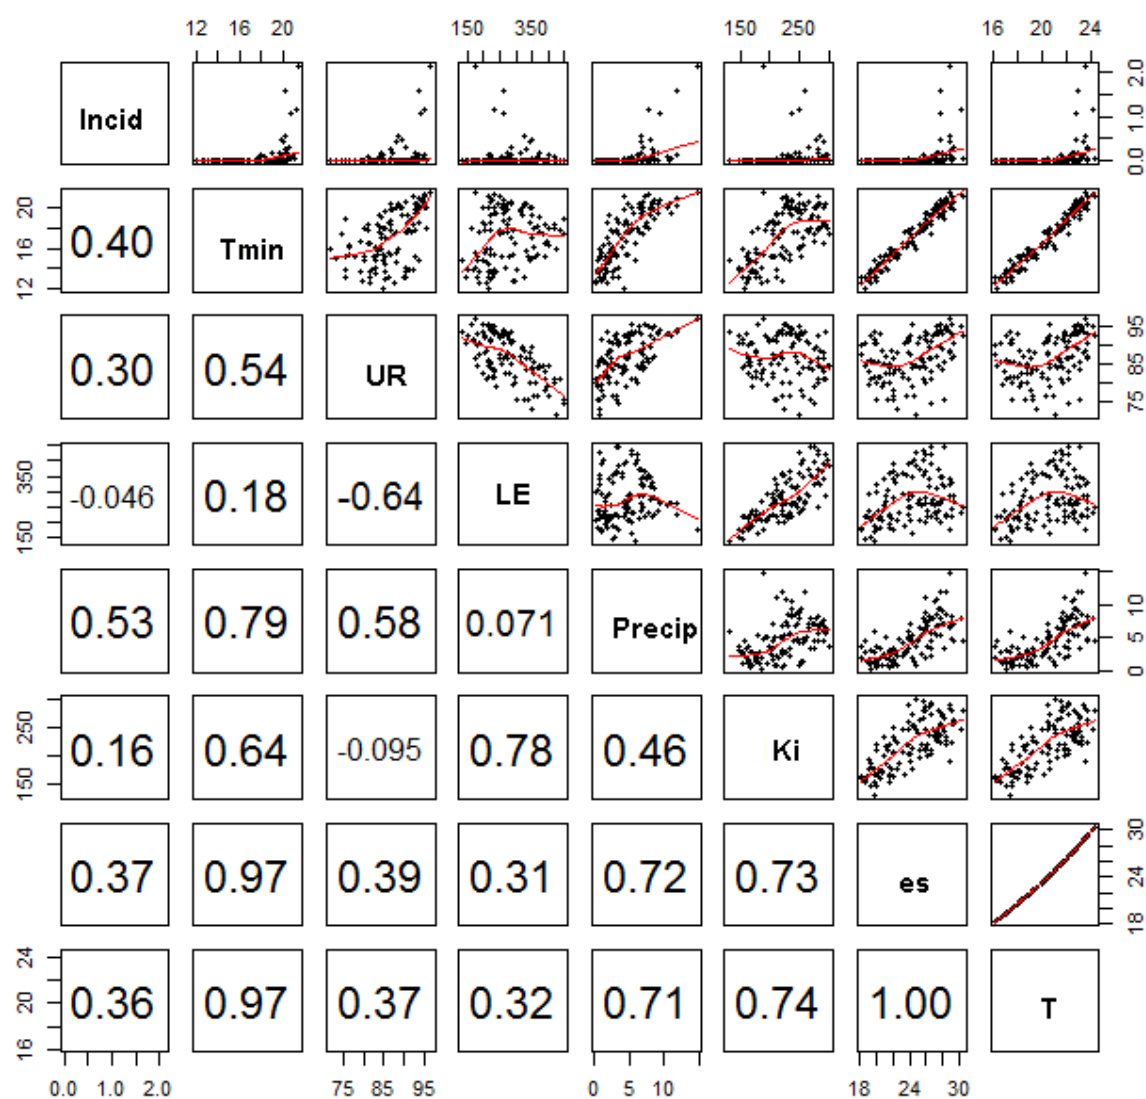 12 16 20 150 350 150 250 16 20 24
Incid 0.0 1.0 2.0
12 16 20 0.40 Tmin
0.30 0.54 UR 75 85 95
150 350 -0.046 0.18 -0.64 LE
0.53 0.79 0.58 0.071 Precip 0 5 10
150 250 0.16 0.64 -0.095 0.78 0.46 Ki
0.37 0.97 0.39 0.31 0.72 0.73 es 18 24 30
16 20 24 0.36 0.97 0.37 0.32 0.71 0.74 1.00 T
0.0 1.0 2.0 75 85 95 0 5 10 18 24 30